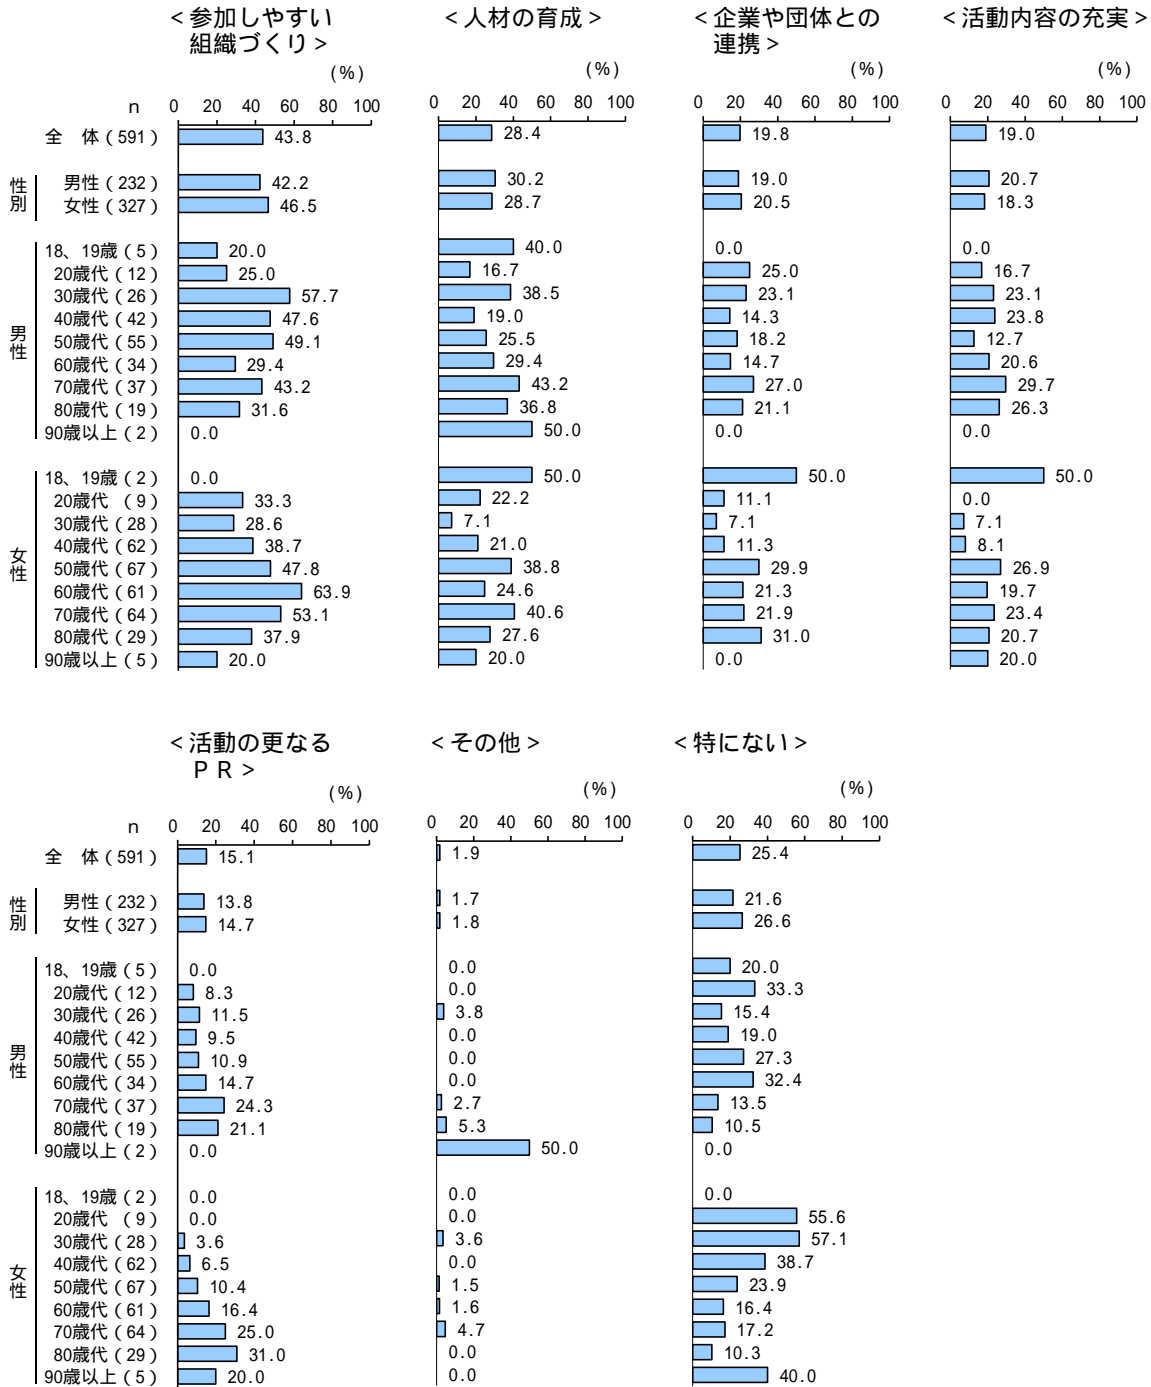 ＜参加しやすい 組織づくり＞
＜人材の育成＞
＜企業や団体との 連携＞
＜活動内容の充実＞
(%) (%) (%) (%)
n 0 20 40 60 80 100 0 20 40 60 80 100 0 20 40 60 80 100 0 20 40 60 80 100
全 体(591) 43.8 28.4 19.8 19.0
性別
男性(232) 42.2 30.2 19.0 20.7
女性(327) 46.5 28.7 20.5 18.3
男性
18、19歳(5) 20.0 40.0 0.0 0.0
20歳代(12) 25.0 16.7 25.0 16.7
30歳代(26) 57.7 38.5 23.1 23.1
40歳代(42) 47.6 19.0 14.3 23.8
50歳代(55) 49.1 25.5 18.2 12.7
60歳代(34) 29.4 29.4 14.7 20.6
70歳代(37) 43.2 43.2 27.0 29.7
80歳代(19) 31.6 36.8 21.1 26.3
90歳以上(2) 0.0 50.0 0.0 0.0
女性
18、19歳(2) 0.0 50.0 50.0 50.0
20歳代 (9) 33.3 22.2 11.1 0.0
30歳代(28) 28.6 7.1 7.1 7.1
40歳代(62) 38.7 21.0 11.3 8.1
50歳代(67) 47.8 38.8 29.9 26.9
60歳代(61) 63.9 24.6 21.3 19.7
70歳代(64) 53.1 40.6 21.9 23.4
80歳代(29) 37.9 27.6 31.0 20.7
90歳以上(5) 20.0 20.0 0.0 20.0
＜活動の更なる ＰＲ＞
＜その他＞
＜特にない＞
(%) (%) (%)
n 0 20 40 60 80 100 0 20 40 60 80 100 0 20 40 60 80 100
全 体(591) 15.1 1.9 25.4
性別
男性(232) 13.8 1.7 21.6
女性(327) 14.7 1.8 26.6
男性
18、19歳(5) 0.0 0.0 20.0
20歳代(12) 8.3 0.0 33.3
30歳代(26) 11.5 3.8 15.4
40歳代(42) 9.5 0.0 19.0
50歳代(55) 10.9 0.0 27.3
60歳代(34) 14.7 0.0 32.4
70歳代(37) 24.3 2.7 13.5
80歳代(19) 21.1 5.3 10.5
90歳以上(2) 0.0 50.0 0.0
女性
18、19歳(2) 0.0 0.0 0.0
20歳代 (9) 0.0 0.0 55.6
30歳代(28) 3.6 3.6 57.1
40歳代(62) 6.5 0.0 38.7
50歳代(67) 10.4 1.5 23.9
60歳代(61) 16.4 1.6 16.4
70歳代(64) 25.0 4.7 17.2
80歳代(29) 31.0 0.0 10.3
90歳以上(5) 20.0 0.0 40.0